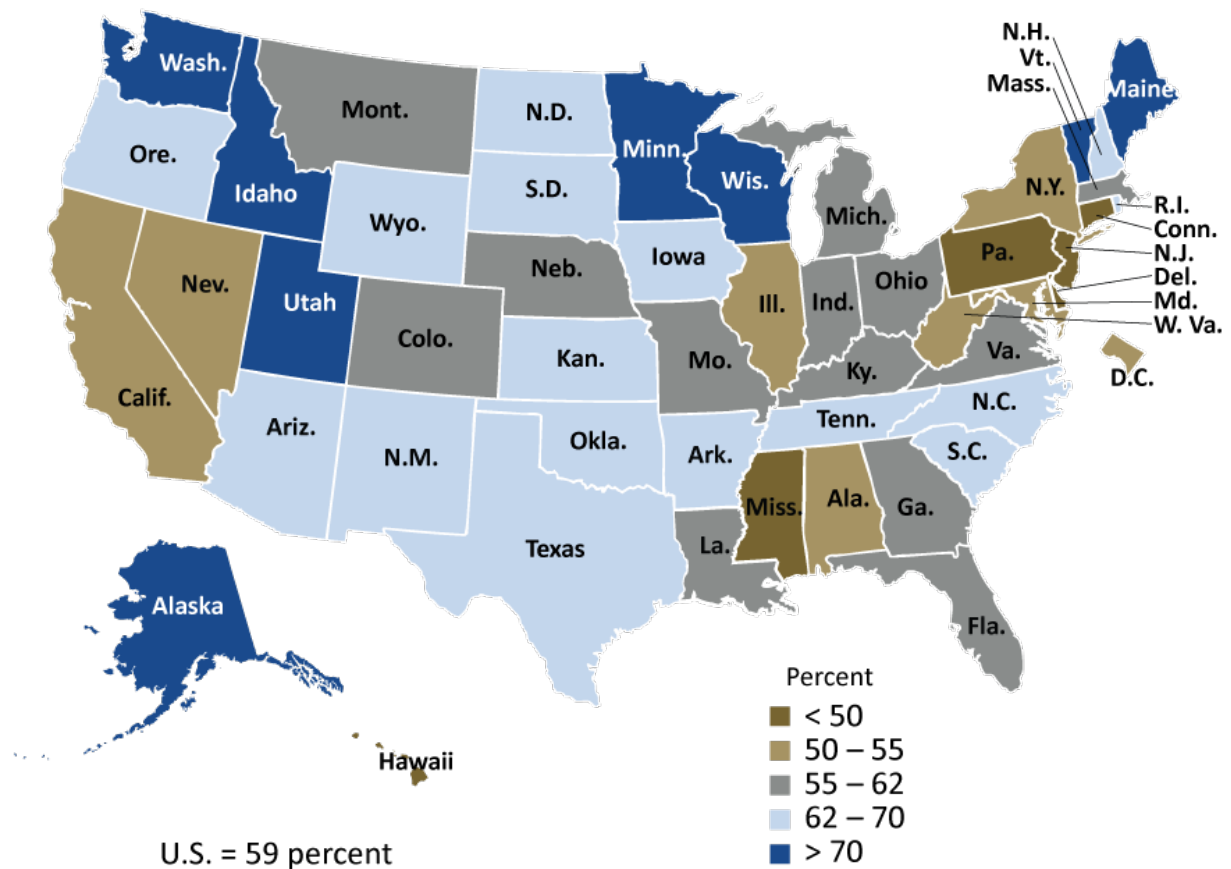 N.H.
Vt.
Mass.
Wash.
Mont.
N.D.
Minn.
Maine
Ore.
Idaho
S.D.
Wis.
Mich.
N.Y.
R.I.
Conn.
N.J.
Del.
Md.
W. Va.
D.C.
Wyo.
Neb.
Iowa
Pa.
Nev.
Utah
Colo.
Ill.
Ind.
Ohio
Calif.
Kan.
Mo.
Ky.
Va.
Ariz.
N.M.
Okla.
Ark.
Tenn.
N.C.
S.C.
Texas
La.
Miss.
Ala.
Ga.
Fla.
Alaska
Hawaii
Percent
< 50
50 – 55
55 – 62
62 – 70
> 70
U.S. = 59 percent